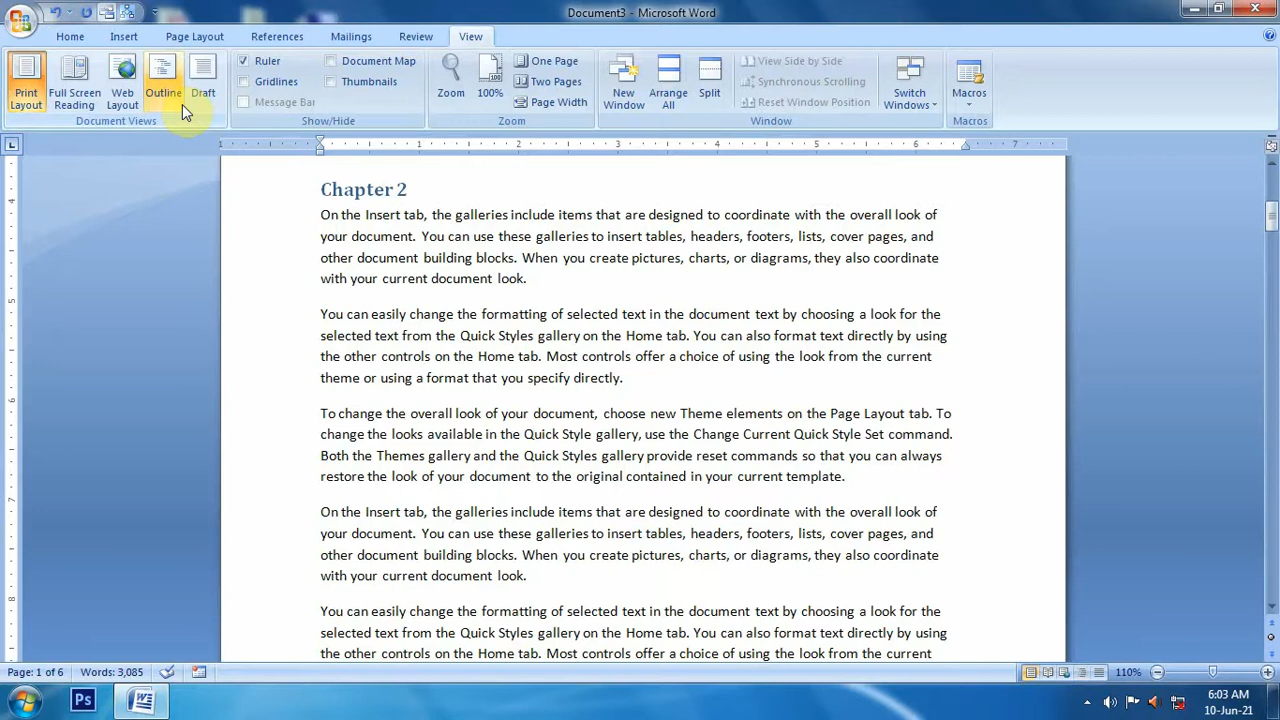 Document3 - Microsoft Word
Home Insert Page Layout References Mailings Review View
Print Layout
Full Screen Reading
Web Layout
Outline
Draft
Document Views
Ruler
Gridlines
Message Bar
Document Map
Thumbnails
Show/Hide
Zoom
100%
One Page
Two Pages
Page Width
Zoom
New Window
Arrange All
Split
View Side by Side
Synchronous Scrolling
Reset Window Position
Window
Switch Windows
Macros
Macros
1 1 2 3 4 5 6 7
4
5
6
7
8
Chapter 2
On the Insert tab, the galleries include items that are designed to coordinate with the overall look of
your document. You can use these galleries to insert tables, headers, footers, lists, cover pages, and
other document building blocks. When you create pictures, charts, or diagrams, they also coordinate
with your current document look.
You can easily change the formatting of selected text in the document text by choosing a look for the
selected text from the Quick Styles gallery on the Home tab. You can also format text directly by using
the other controls on the Home tab. Most controls offer a choice of using the look from the current
theme or using a format that you specify directly.
To change the overall look of your document, choose new Theme elements on the Page Layout tab. To
change the looks available in the Quick Style gallery, use the Change Current Quick Style Set command.
Both the Themes gallery and the Quick Styles gallery provide reset commands so that you can always
restore the look of your document to the original contained in your current template.
On the Insert tab, the galleries include items that are designed to coordinate with the overall look of
your document. You can use these galleries to insert tables, headers, footers, lists, cover pages, and
other document building blocks. When you create pictures, charts, or diagrams, they also coordinate
with your current document look.
You can easily change the formatting of selected text in the document text by choosing a look for the
selected text from the Quick Styles gallery on the Home tab. You can also format text directly by using
the other controls on the Home tab. Most controls offer a choice of using the look from the current
Page: 1 of 6 Words: 3,085 110%
Ps
6:03 AM
10-Jun-21